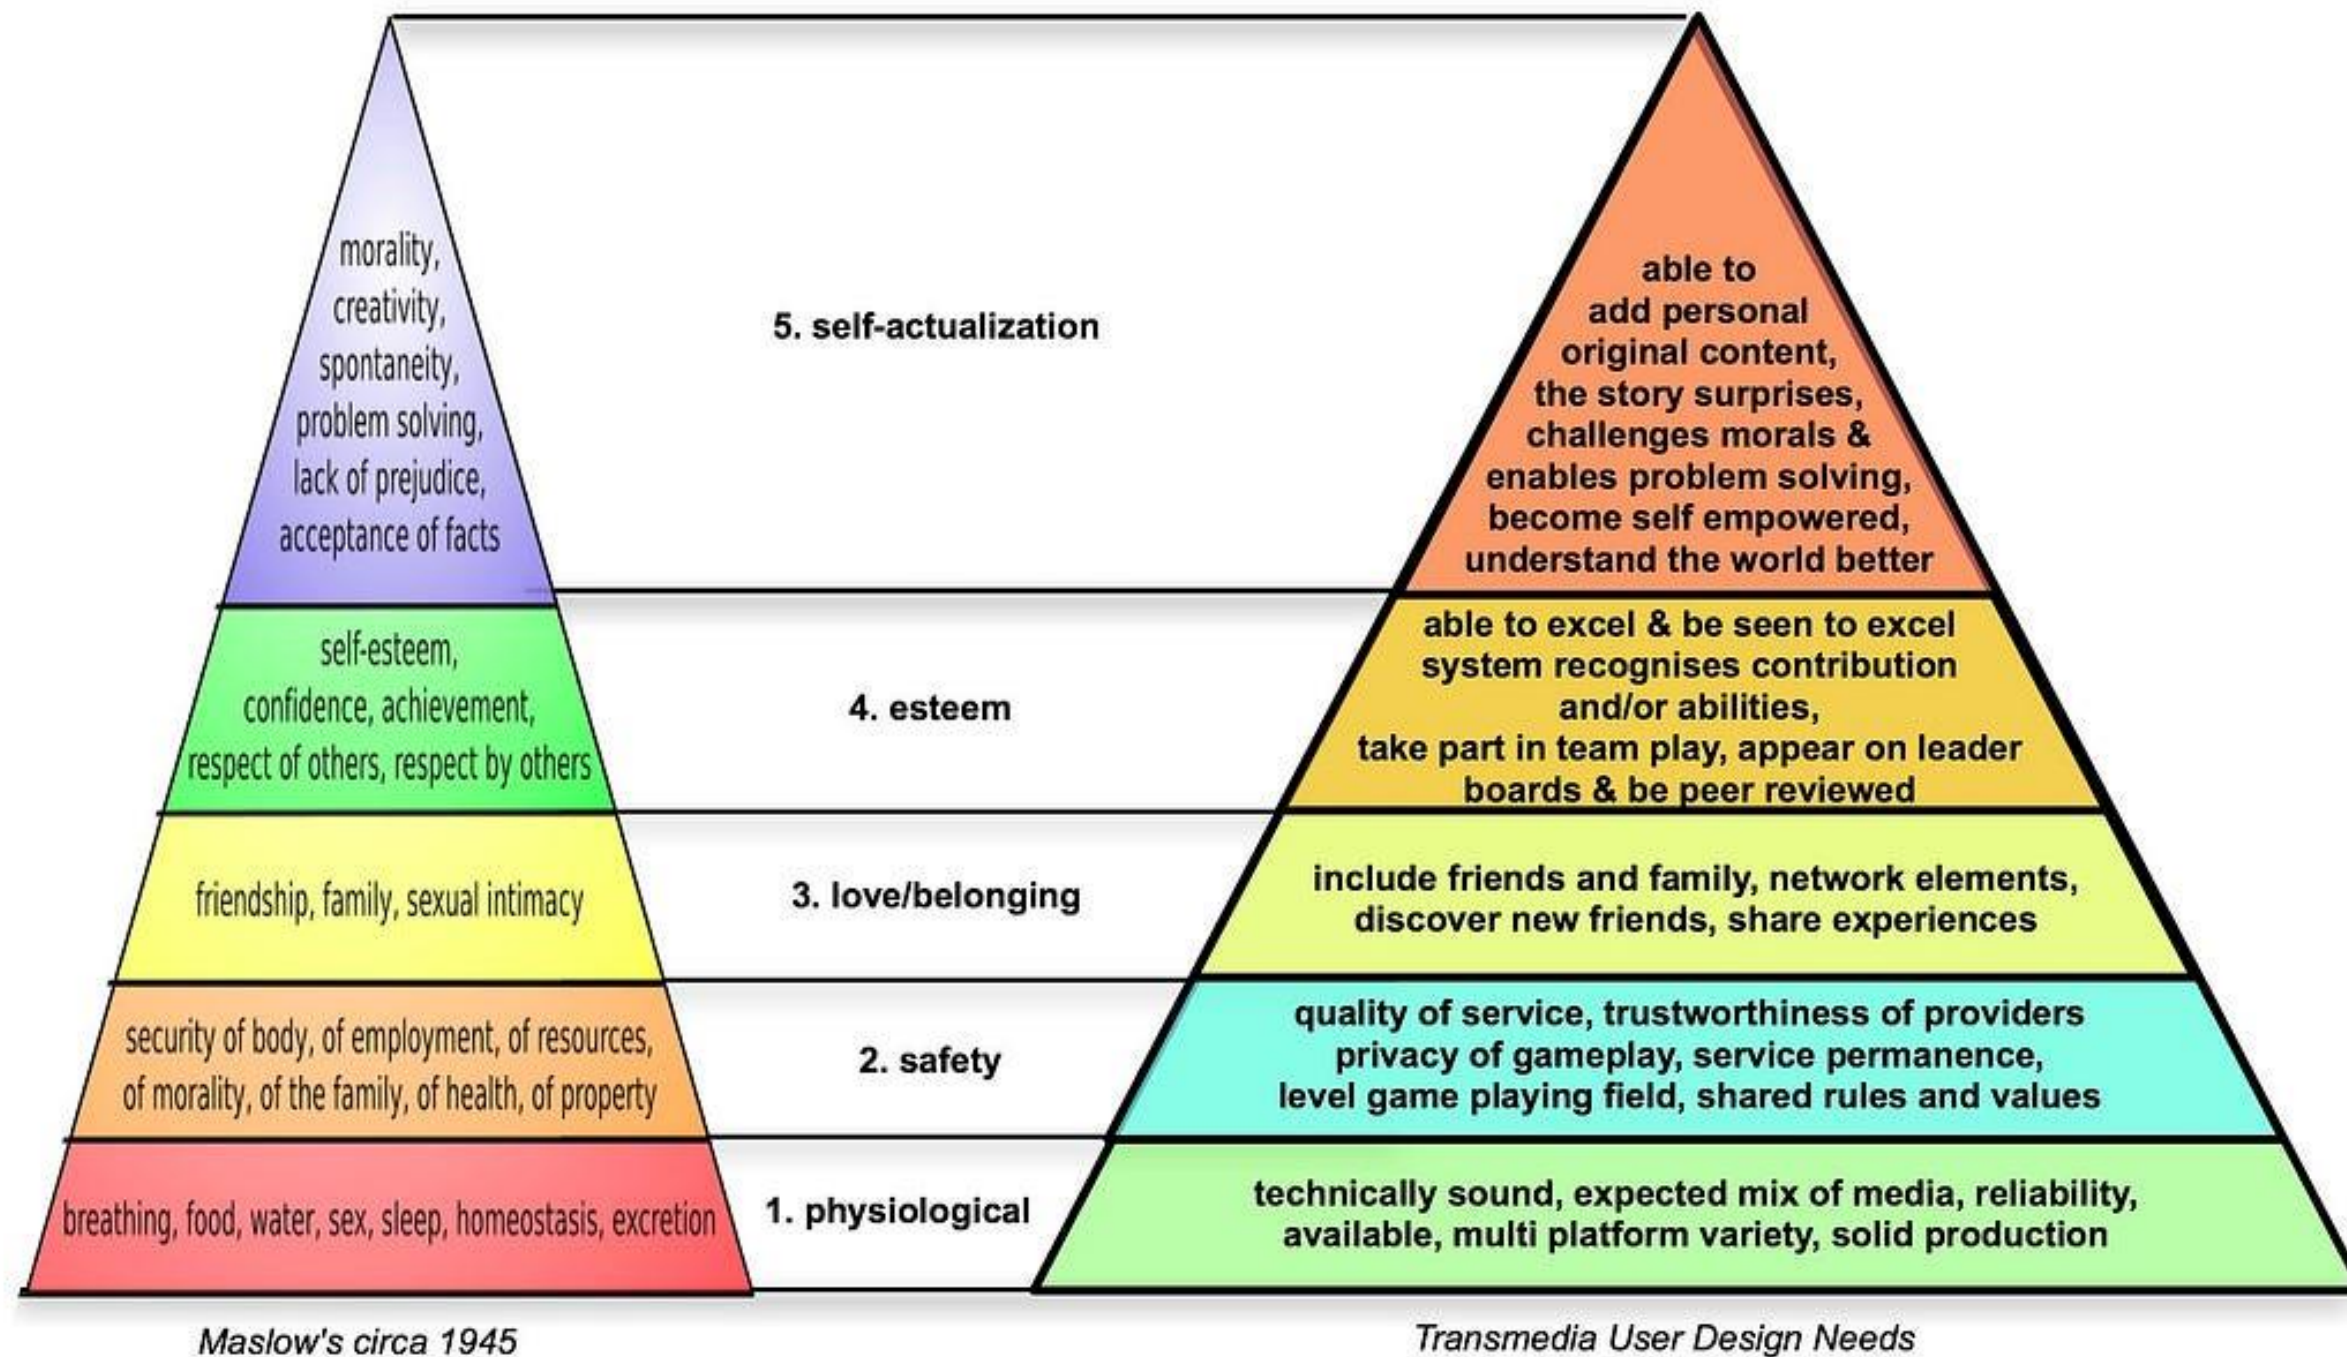 morality,
creativity,
spontaneity,
problem solving,
lack of prejudice,
acceptance of facts
self-esteem,
confidence, achievement,
respect of others, respect by others
friendship, family, sexual intimacy
security of body, of employment, of resources,
of morality, of the family, of health, of property
breathing, food, water, sex, sleep, homeostasis, excretion
Maslow's circa 1945
5. self-actualization
4. esteem
3. love/belonging
2. safety
1. physiological
able to
add personal
original content,
the story surprises,
challenges morals &
enables problem solving,
become self empowered,
understand the world better
able to excel & be seen to excel
system recognises contribution
and/or abilities,
take part in team play, appear on leader
boards & be peer reviewed
include friends and family, network elements,
discover new friends, share experiences
quality of service, trustworthiness of providers
privacy of gameplay, service permanence,
level game playing field, shared rules and values
technically sound, expected mix of media, reliability,
available, multi platform variety, solid production
Transmedia User Design Needs